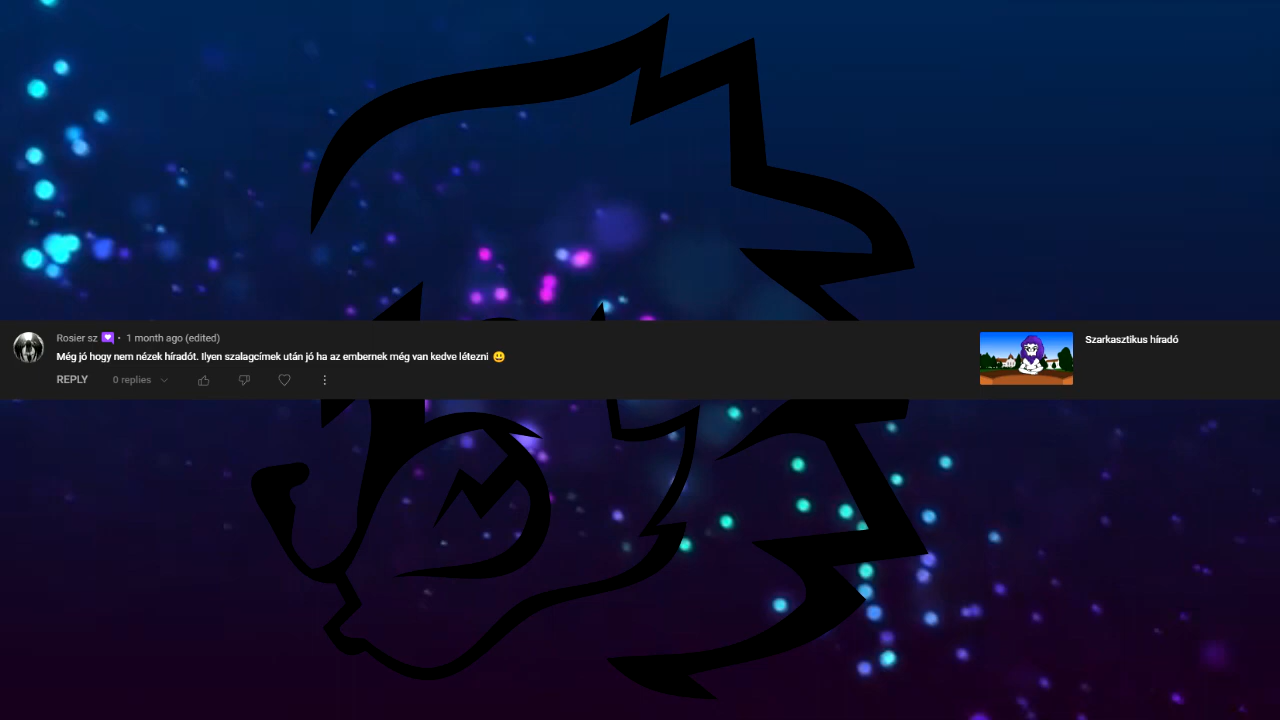 Rosier sz · 1 month ago (edited)
Még jó hogy nem nézek híradót. Ilyen szalagcímek után jó ha az embernek még van kedve létezni 😃
REPLY 0 replies
Szarkasztikus híradó